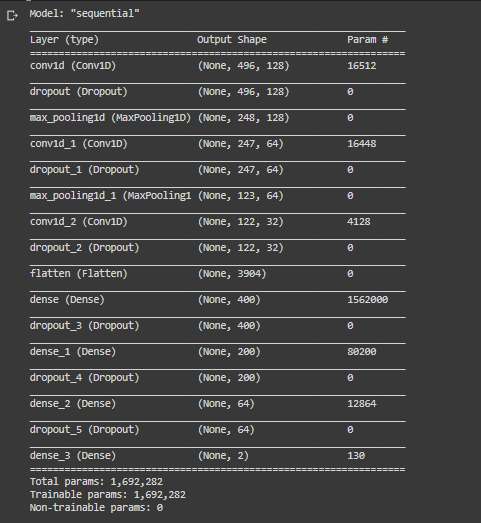 Model: "sequential"
Layer (type) Output Shape Param #
=================================================================
conv1d (Conv1D) (None, 496, 128) 16512
dropout (Dropout) (None, 496, 128) 0
max_pooling1d (MaxPooling1D) (None, 248, 128) 0
conv1d_1 (Conv1D) (None, 247, 64) 16448
dropout_1 (Dropout) (None, 247, 64) 0
max_pooling1d_1 (MaxPooling1 (None, 123, 64) 0
conv1d_2 (Conv1D) (None, 122, 32) 4128
dropout_2 (Dropout) (None, 122, 32) 0
flatten (Flatten) (None, 3904) 0
dense (Dense) (None, 400) 1562000
dropout_3 (Dropout) (None, 400) 0
dense_1 (Dense) (None, 200) 80200
dropout_4 (Dropout) (None, 200) 0
dense_2 (Dense) (None, 64) 12864
dropout_5 (Dropout) (None, 64) 0
dense_3 (Dense) (None, 2) 130
=================================================================
Total params: 1,692,282
Trainable params: 1,692,282
Non-trainable params: 0